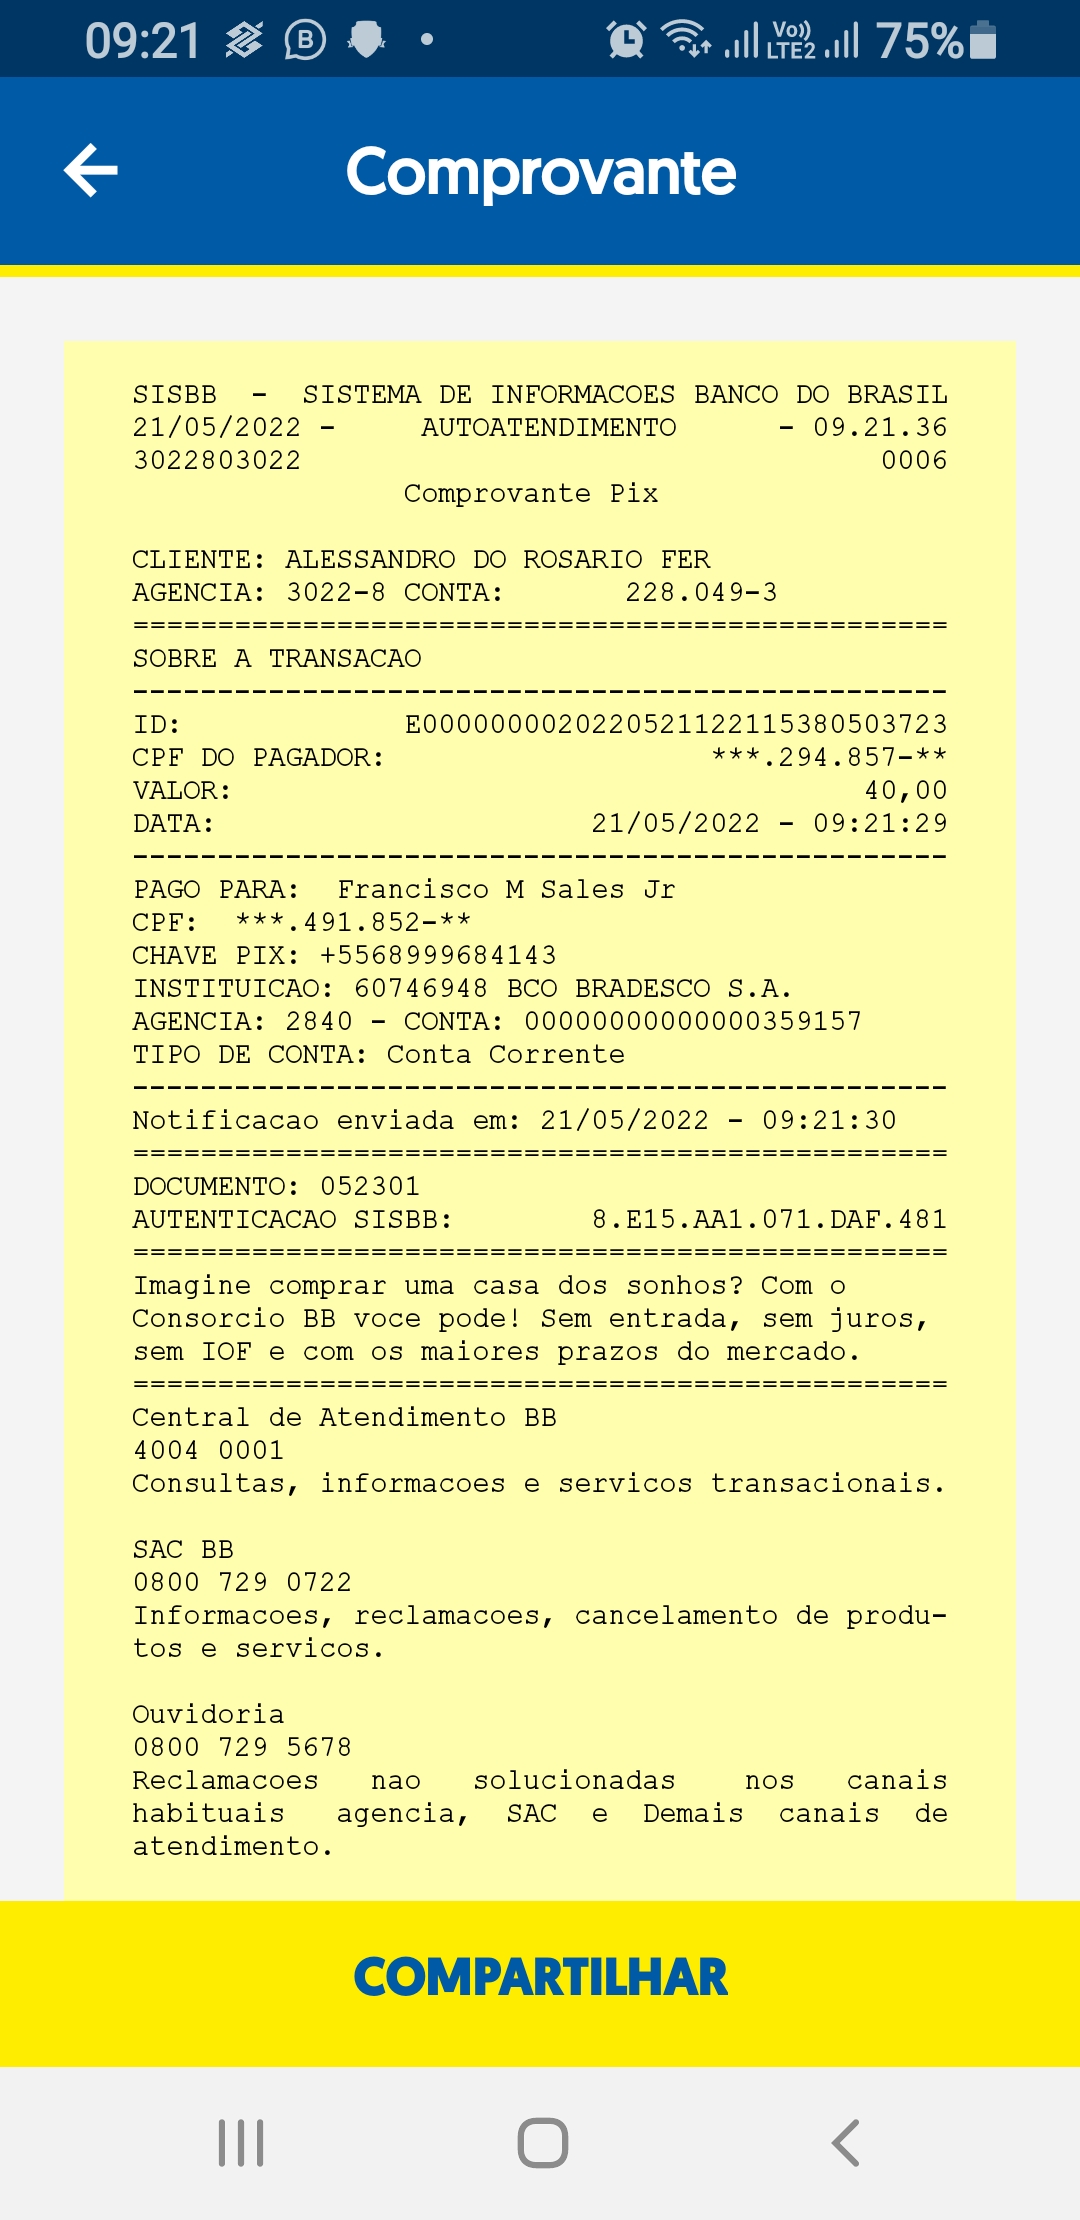 09:21 B Vo)) LTE2 75%
Comprovante
SISBB - SISTEMA DE INFORMACOES BANCO DO BRASIL
21/05/2022 - AUTOATENDIMENTO - 09.21.36
3022803022 0006
Comprovante Pix
CLIENTE: ALESSANDRO DO ROSARIO FER
AGENCIA: 3022-8 CONTA: 228.049-3
================================================
SOBRE A TRANSACAO
------------------------------------------------
ID: E00000000202205211221153805037​23
CPF DO PAGADOR: ***.294.857-**
VALOR: 40,00
DATA: 21/05/2022 - 09:21:29
------------------------------------------------
PAGO PARA: Francisco M Sales Jr
CPF: ***.491.852-**
CHAVE PIX: +5568999684143
INSTITUICAO: 60746948 BCO BRADESCO S.A.
AGENCIA: 2840 - CONTA: 00000000000000359157
TIPO DE CONTA: Conta Corrente
------------------------------------------------
Notificacao enviada em: 21/05/2022 - 09:21:30
================================================
DOCUMENTO: 052301
AUTENTICACAO SISBB: 8.E15.AA1.071.DAF.481
================================================
Imagine comprar uma casa dos sonhos? Com o
Consorcio BB voce pode! Sem entrada, sem juros,
sem IOF e com os maiores prazos do mercado.
================================================
Central de Atendimento BB
4004 0001
Consultas, informacoes e servicos transacionais.
SAC BB
0800 729 0722
Informacoes, reclamacoes, cancelamento de produ-
tos e servicos.
Ouvidoria
0800 729 5678
Reclamacoes nao solucionadas nos canais
habituais agencia, SAC e Demais canais de
atendimento.
COMPARTILHAR